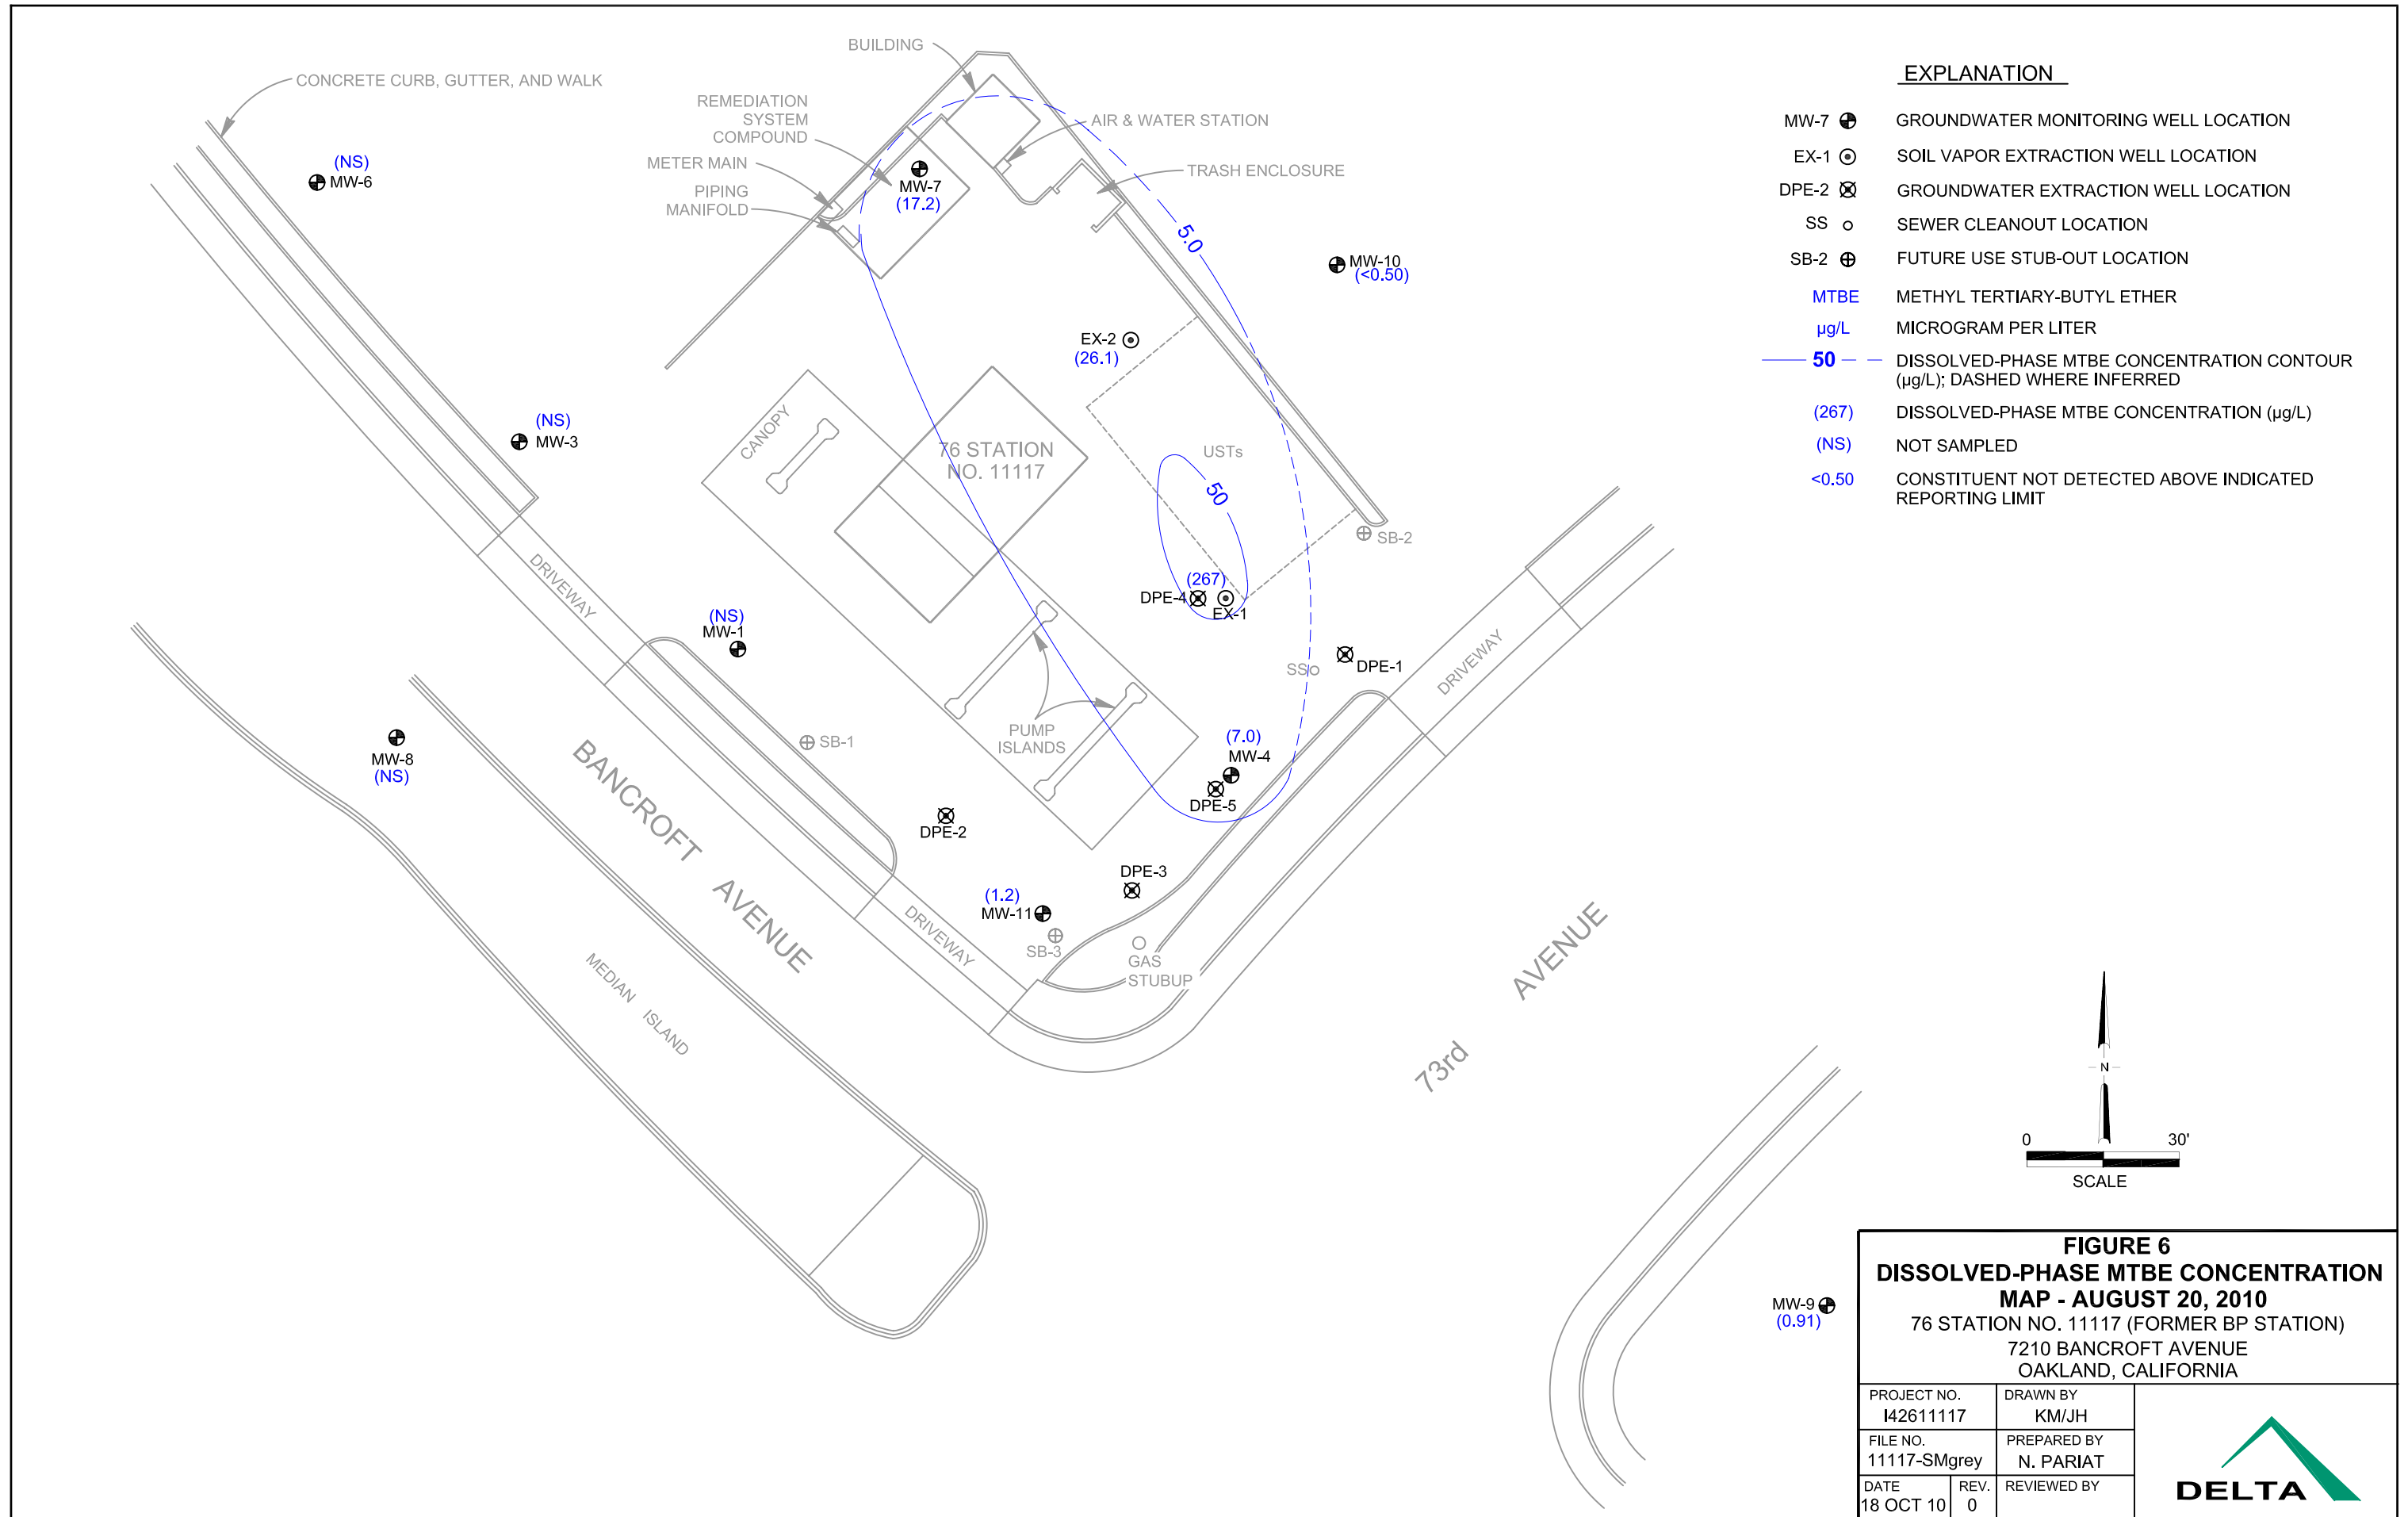 BUILDING
CONCRETE CURB, GUTTER, AND WALK
REMEDIATION
SYSTEM
COMPOUND
AIR & WATER STATION
METER MAIN
TRASH ENCLOSURE
PIPING
MANIFOLD
(NS)
MW-6
MW-7
(17.2)
5.0
MW-10
(<0.50)
EX-2
(26.1)
(NS)
MW-3
CANOPY
76 STATION
NO. 11117
USTs
50
SB-2
DRIVEWAY
(267)
DPE-4
EX-1
(NS)
MW-1
SS
DPE-1
DRIVEWAY
SB-1
PUMP
ISLANDS
(7.0)
MW-4
DPE-5
MW-8
(NS)
BANCROFT AVENUE
DPE-2
DPE-3
(1.2)
MW-11
SB-3
DRIVEWAY
GAS
STUBUP
MEDIAN ISLAND
73rd AVENUE
MW-9
(0.91)
EXPLANATION
MW-7 GROUNDWATER MONITORING WELL LOCATION
EX-1 SOIL VAPOR EXTRACTION WELL LOCATION
DPE-2 GROUNDWATER EXTRACTION WELL LOCATION
SS SEWER CLEANOUT LOCATION
SB-2 FUTURE USE STUB-OUT LOCATION
MTBE METHYL TERTIARY-BUTYL ETHER
µg/L MICROGRAM PER LITER
50 DISSOLVED-PHASE MTBE CONCENTRATION CONTOUR
(µg/L); DASHED WHERE INFERRED
(267) DISSOLVED-PHASE MTBE CONCENTRATION (µg/L)
(NS) NOT SAMPLED
<0.50 CONSTITUENT NOT DETECTED ABOVE INDICATED
REPORTING LIMIT
N
0 30'
SCALE
FIGURE 6
DISSOLVED-PHASE MTBE CONCENTRATION
MAP - AUGUST 20, 2010
76 STATION NO. 11117 (FORMER BP STATION)
7210 BANCROFT AVENUE
OAKLAND, CALIFORNIA
PROJECT NO.
I42611117
DRAWN BY
KM/JH
FILE NO.
11117-SMgrey
PREPARED BY
N. PARIAT
DATE
18 OCT 10
REV.
0
REVIEWED BY
DELTA